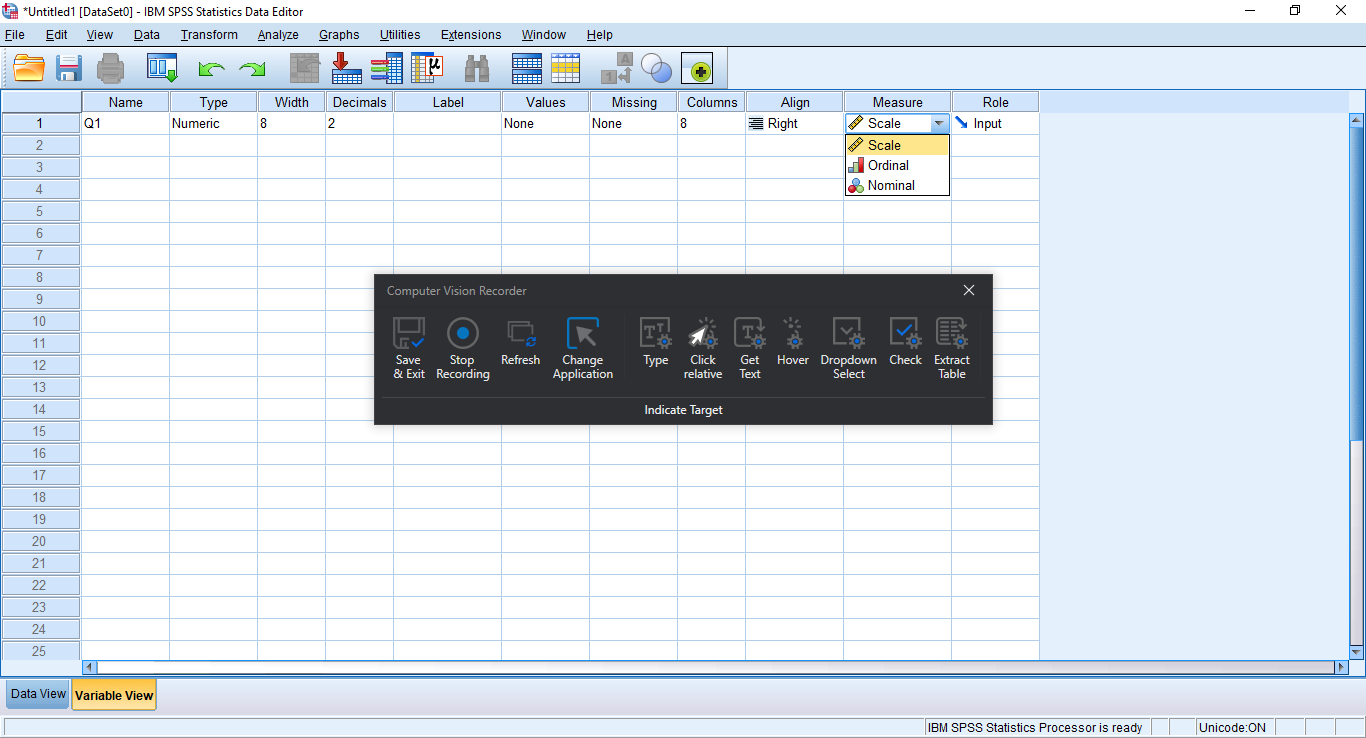 *Untitled1 [DataSet0] - IBM SPSS Statistics Data Editor
File Edit View Data Transform Analyze Graphs Utilities Extensions Window Help
Name Type Width Decimals Label Values Missing Columns Align Measure Role
1 Q1 Numeric 8 2 None None 8 Right Scale Input
2 Scale
3 Ordinal
4 Nominal
5
6
7
8
Computer Vision Recorder
9
10
11
12
13
14
Save & Exit
Stop Recording
Refresh
Change Application
Type
Click relative
Get Text
Hover
Dropdown Select
Check
Extract Table
Indicate Target
15
16
17
18
19
20
21
22
23
24
25
Data View Variable View
IBM SPSS Statistics Processor is ready Unicode:ON